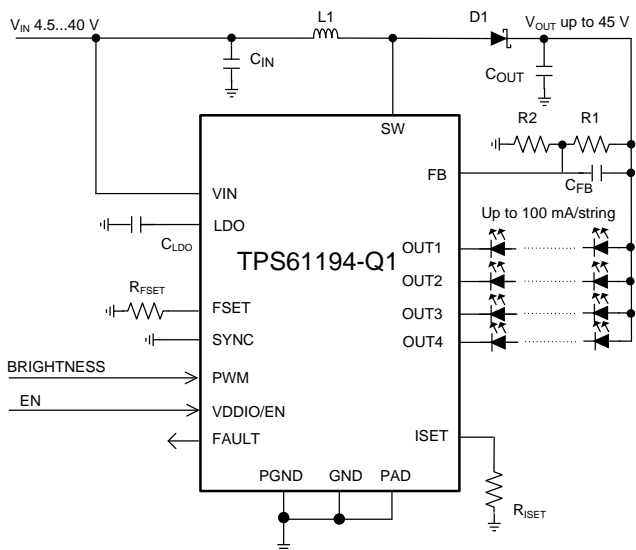 V_IN 4.5...40 V
L1
D1
V_OUT up to 45 V
C_IN
C_OUT
SW
R2
R1
FB
C_FB
VIN
LDO
C_LDO
Up to 100 mA/string
TPS61194-Q1
OUT1
OUT2
OUT3
OUT4
R_FSET
FSET
SYNC
BRIGHTNESS
PWM
EN
VDDIO/EN
FAULT
ISET
PGND
GND
PAD
R_ISET